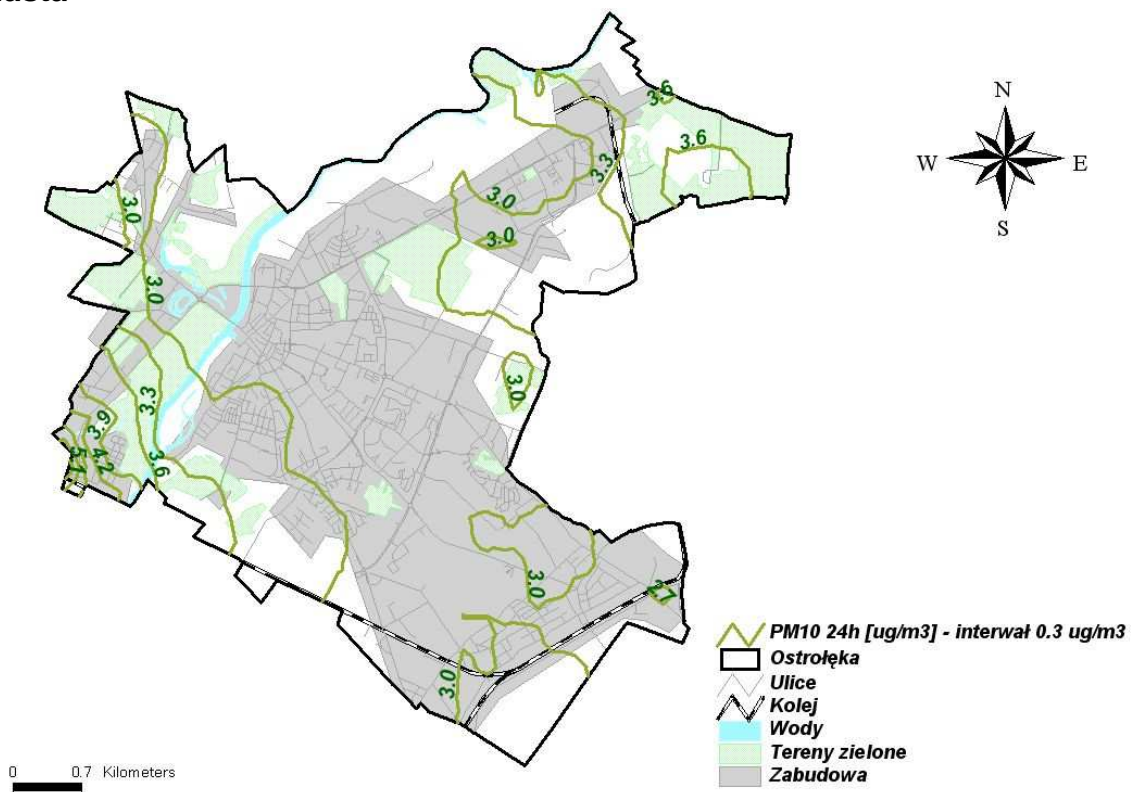 N
W
E
S
3.6
3.6
3.3
3.0
3.0
3.0
3.0
3.0
3.3
3.9
4.2
5.1
3.6
3.0
2.7
3.0
PM10 24h [ug/m3] - interwał 0.3 ug/m3
Ostrołęka
Ulice
Kolej
Wody
Tereny zielone
Zabudowa
0 0.7 Kilometers